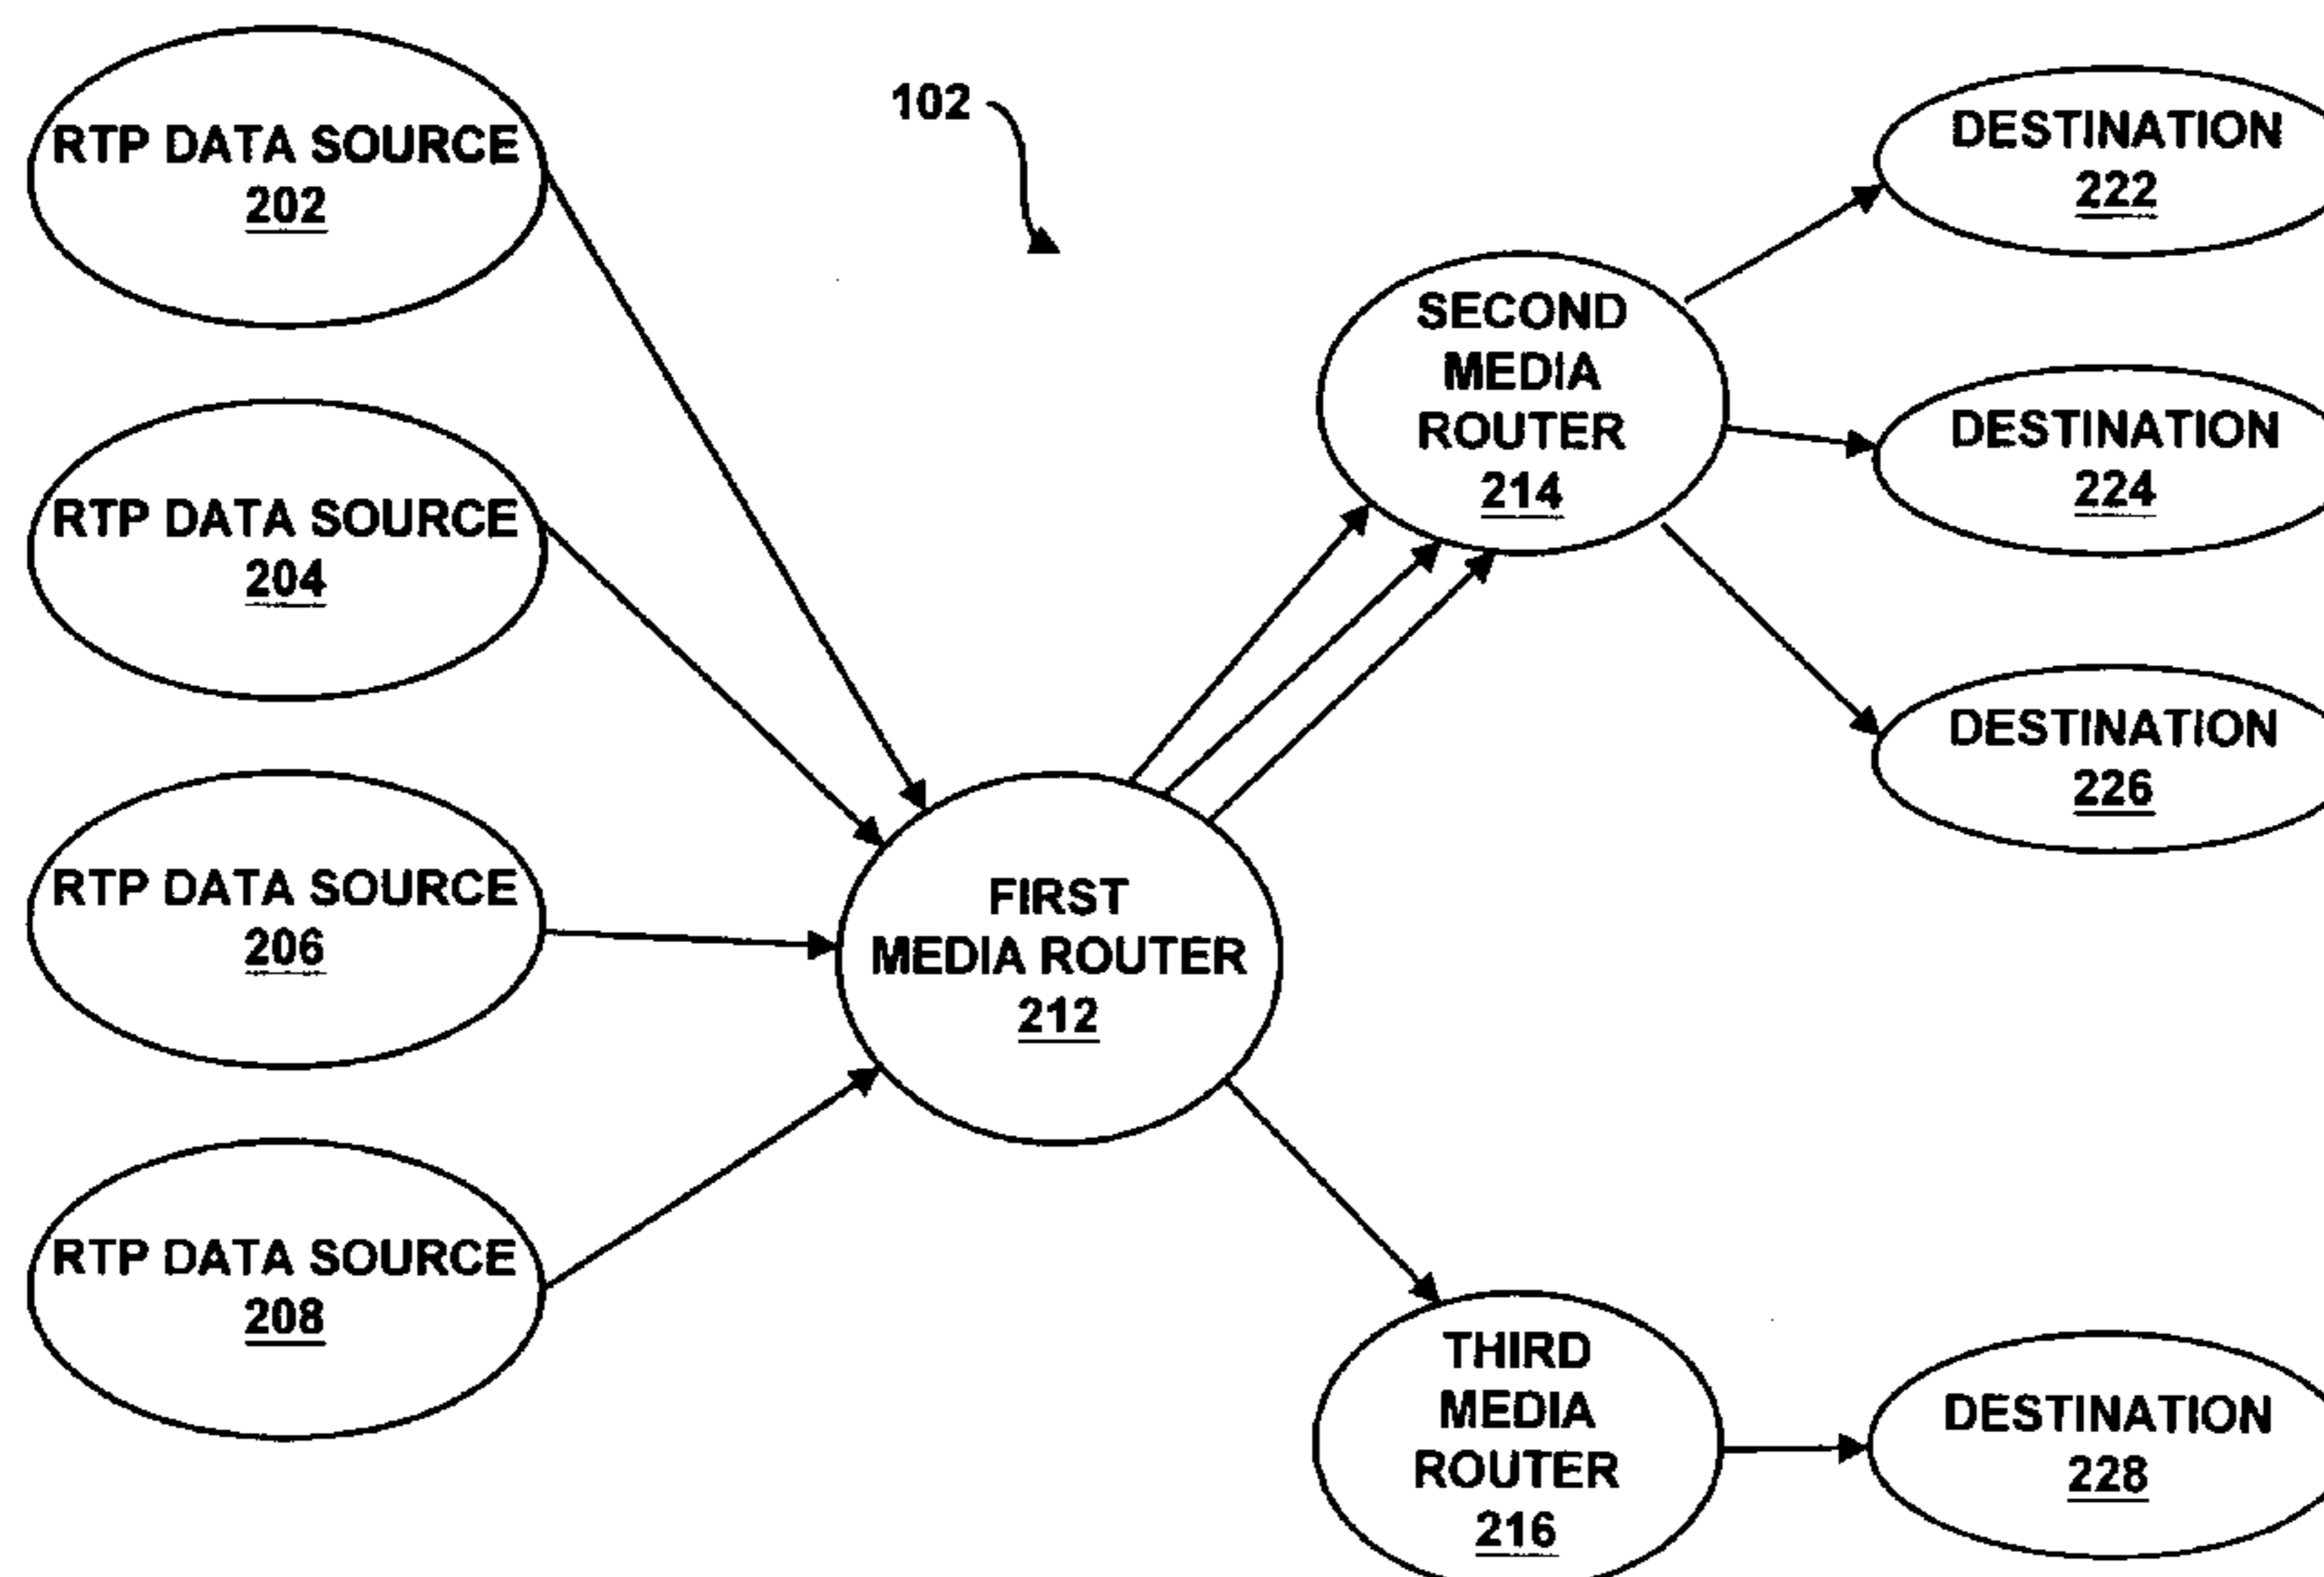 RTP DATA SOURCE
202
RTP DATA SOURCE
204
RTP DATA SOURCE
206
RTP DATA SOURCE
208
102
FIRST
MEDIA ROUTER
212
SECOND
MEDIA
ROUTER
214
THIRD
MEDIA
ROUTER
216
DESTINATION
222
DESTINATION
224
DESTINATION
226
DESTINATION
228